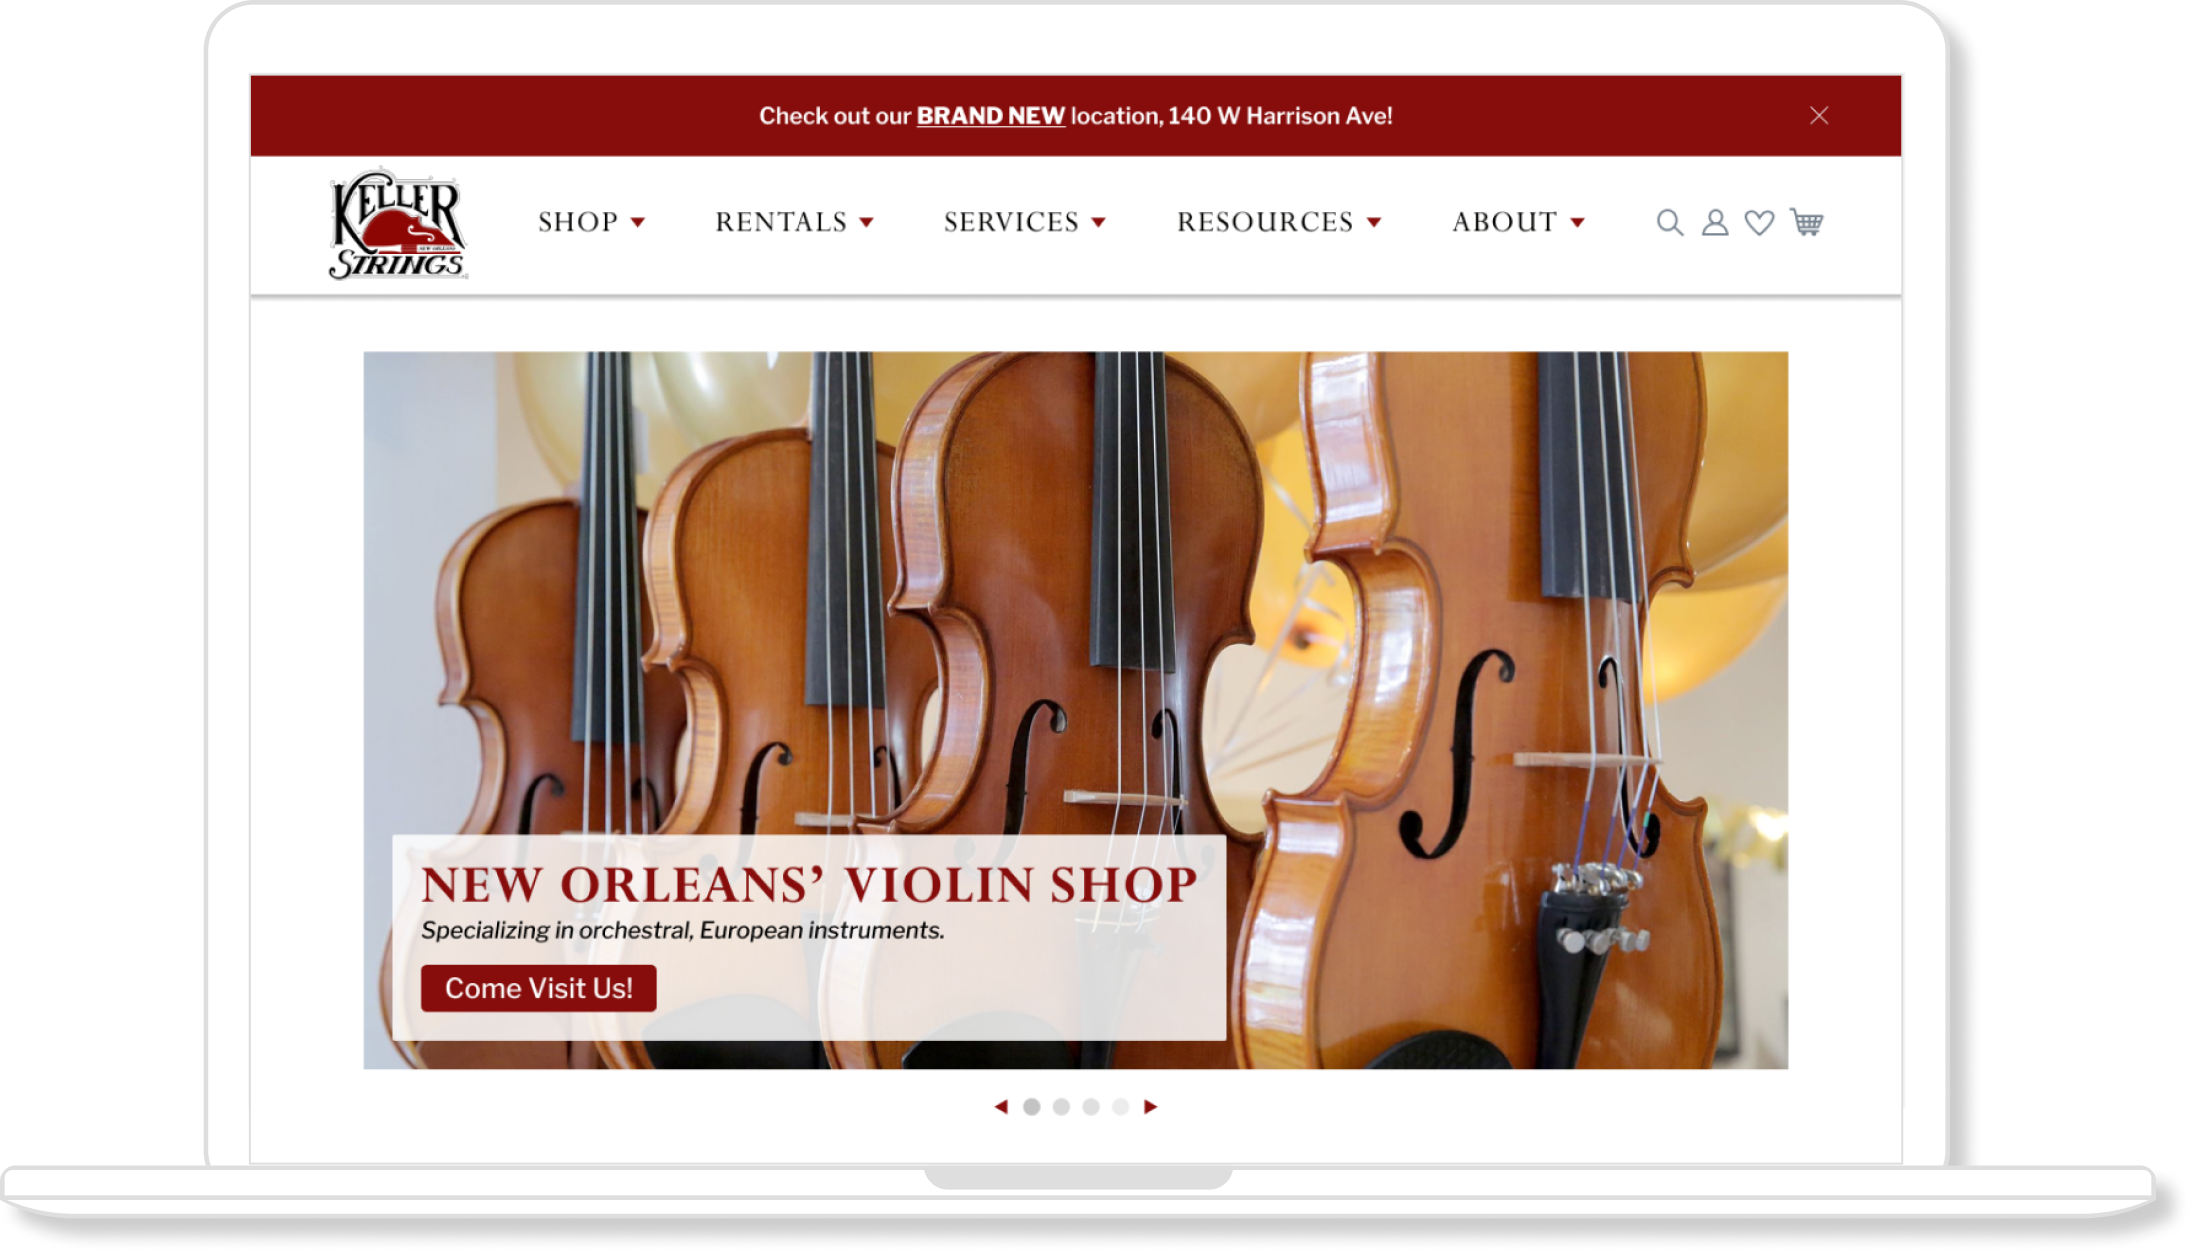 Check out our BRAND NEW location, 140 W Harrison Ave!
KELLER
NEW ORLEANS
STRINGS
SHOP
RENTALS
SERVICES
RESOURCES
ABOUT
NEW ORLEANS’ VIOLIN SHOP
Specializing in orchestral, European instruments.
Come Visit Us!